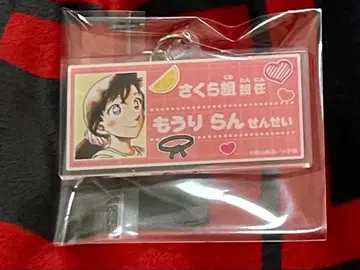 さくら組 担任
もうり らん せんせい